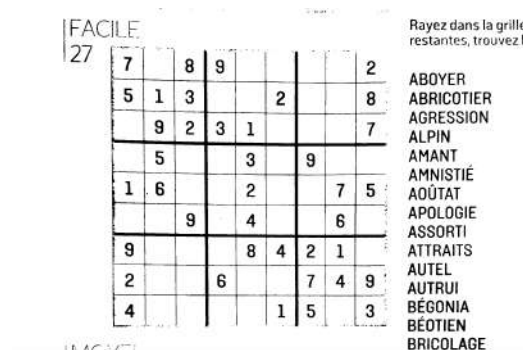 FACILE
27
7 8 9 2
5 1 3 2 8
9 2 3 1 7
5 3 9
1 6 2 7 5
9 4 6
9 8 4 2 1
2 6 7 4 9
4 1 5 3
Rayez dans la grille
restantes, trouvez
ABOYER
ABRICOTIER
AGRESSION
ALPIN
AMANT
AMNISTIÉ
AOÛTAT
APOLOGIE
ASSORTI
ATTRAITS
AUTEL
AUTRUI
BÉGONIA
BÉOTIEN
BRICOLAGE